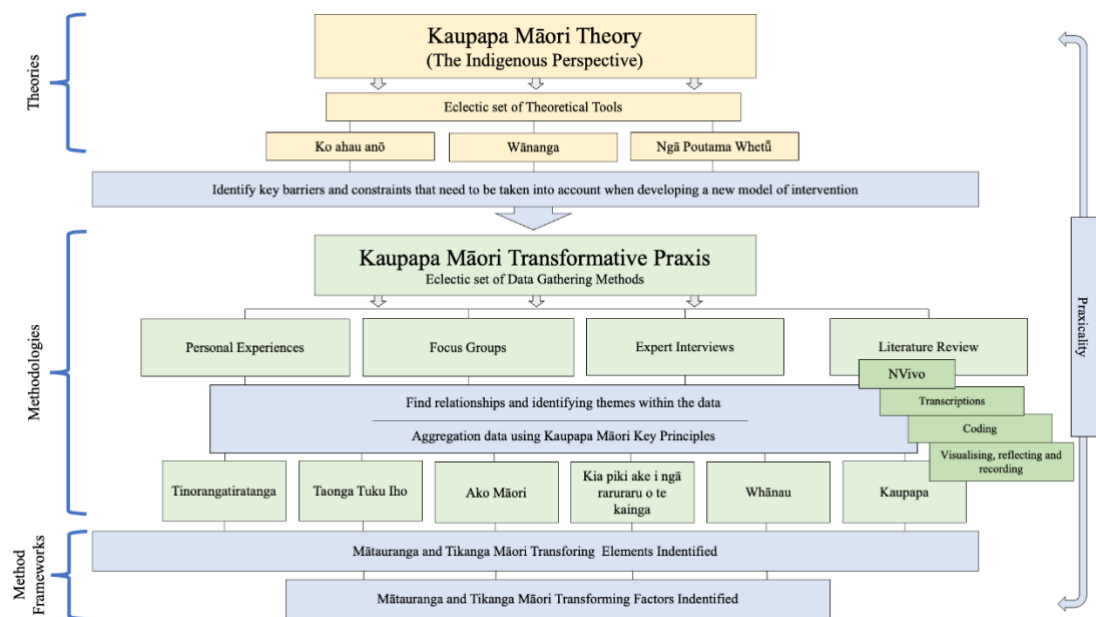 Theories
Kaupapa Māori Theory
(The Indigenous Perspective)
Eclectic set of Theoretical Tools
Ko ahau anō
Wānanga
Ngā Poutama Whetū
Identify key barriers and constraints that need to be taken into account when developing a new model of intervention
Praxicality
Methodologies
Kaupapa Māori Transformative Praxis
Eclectic set of Data Gathering Methods
Personal Experiences
Focus Groups
Expert Interviews
Literature Review
NVivo
Transcriptions
Coding
Visualising, reflecting and
recording
Find relationships and identifying themes within the data
Aggregation data using Kaupapa Māori Key Principles
Tinorangatiratanga
Taonga Tuku Iho
Ako Māori
Kia piki ake i ngā
raruraru o te
kainga
Whānau
Kaupapa
Method
Frameworks
Mātauranga and Tikanga Māori Transforing Elements Indentified
Mātauranga and Tikanga Māori Transforming Factors Indentified